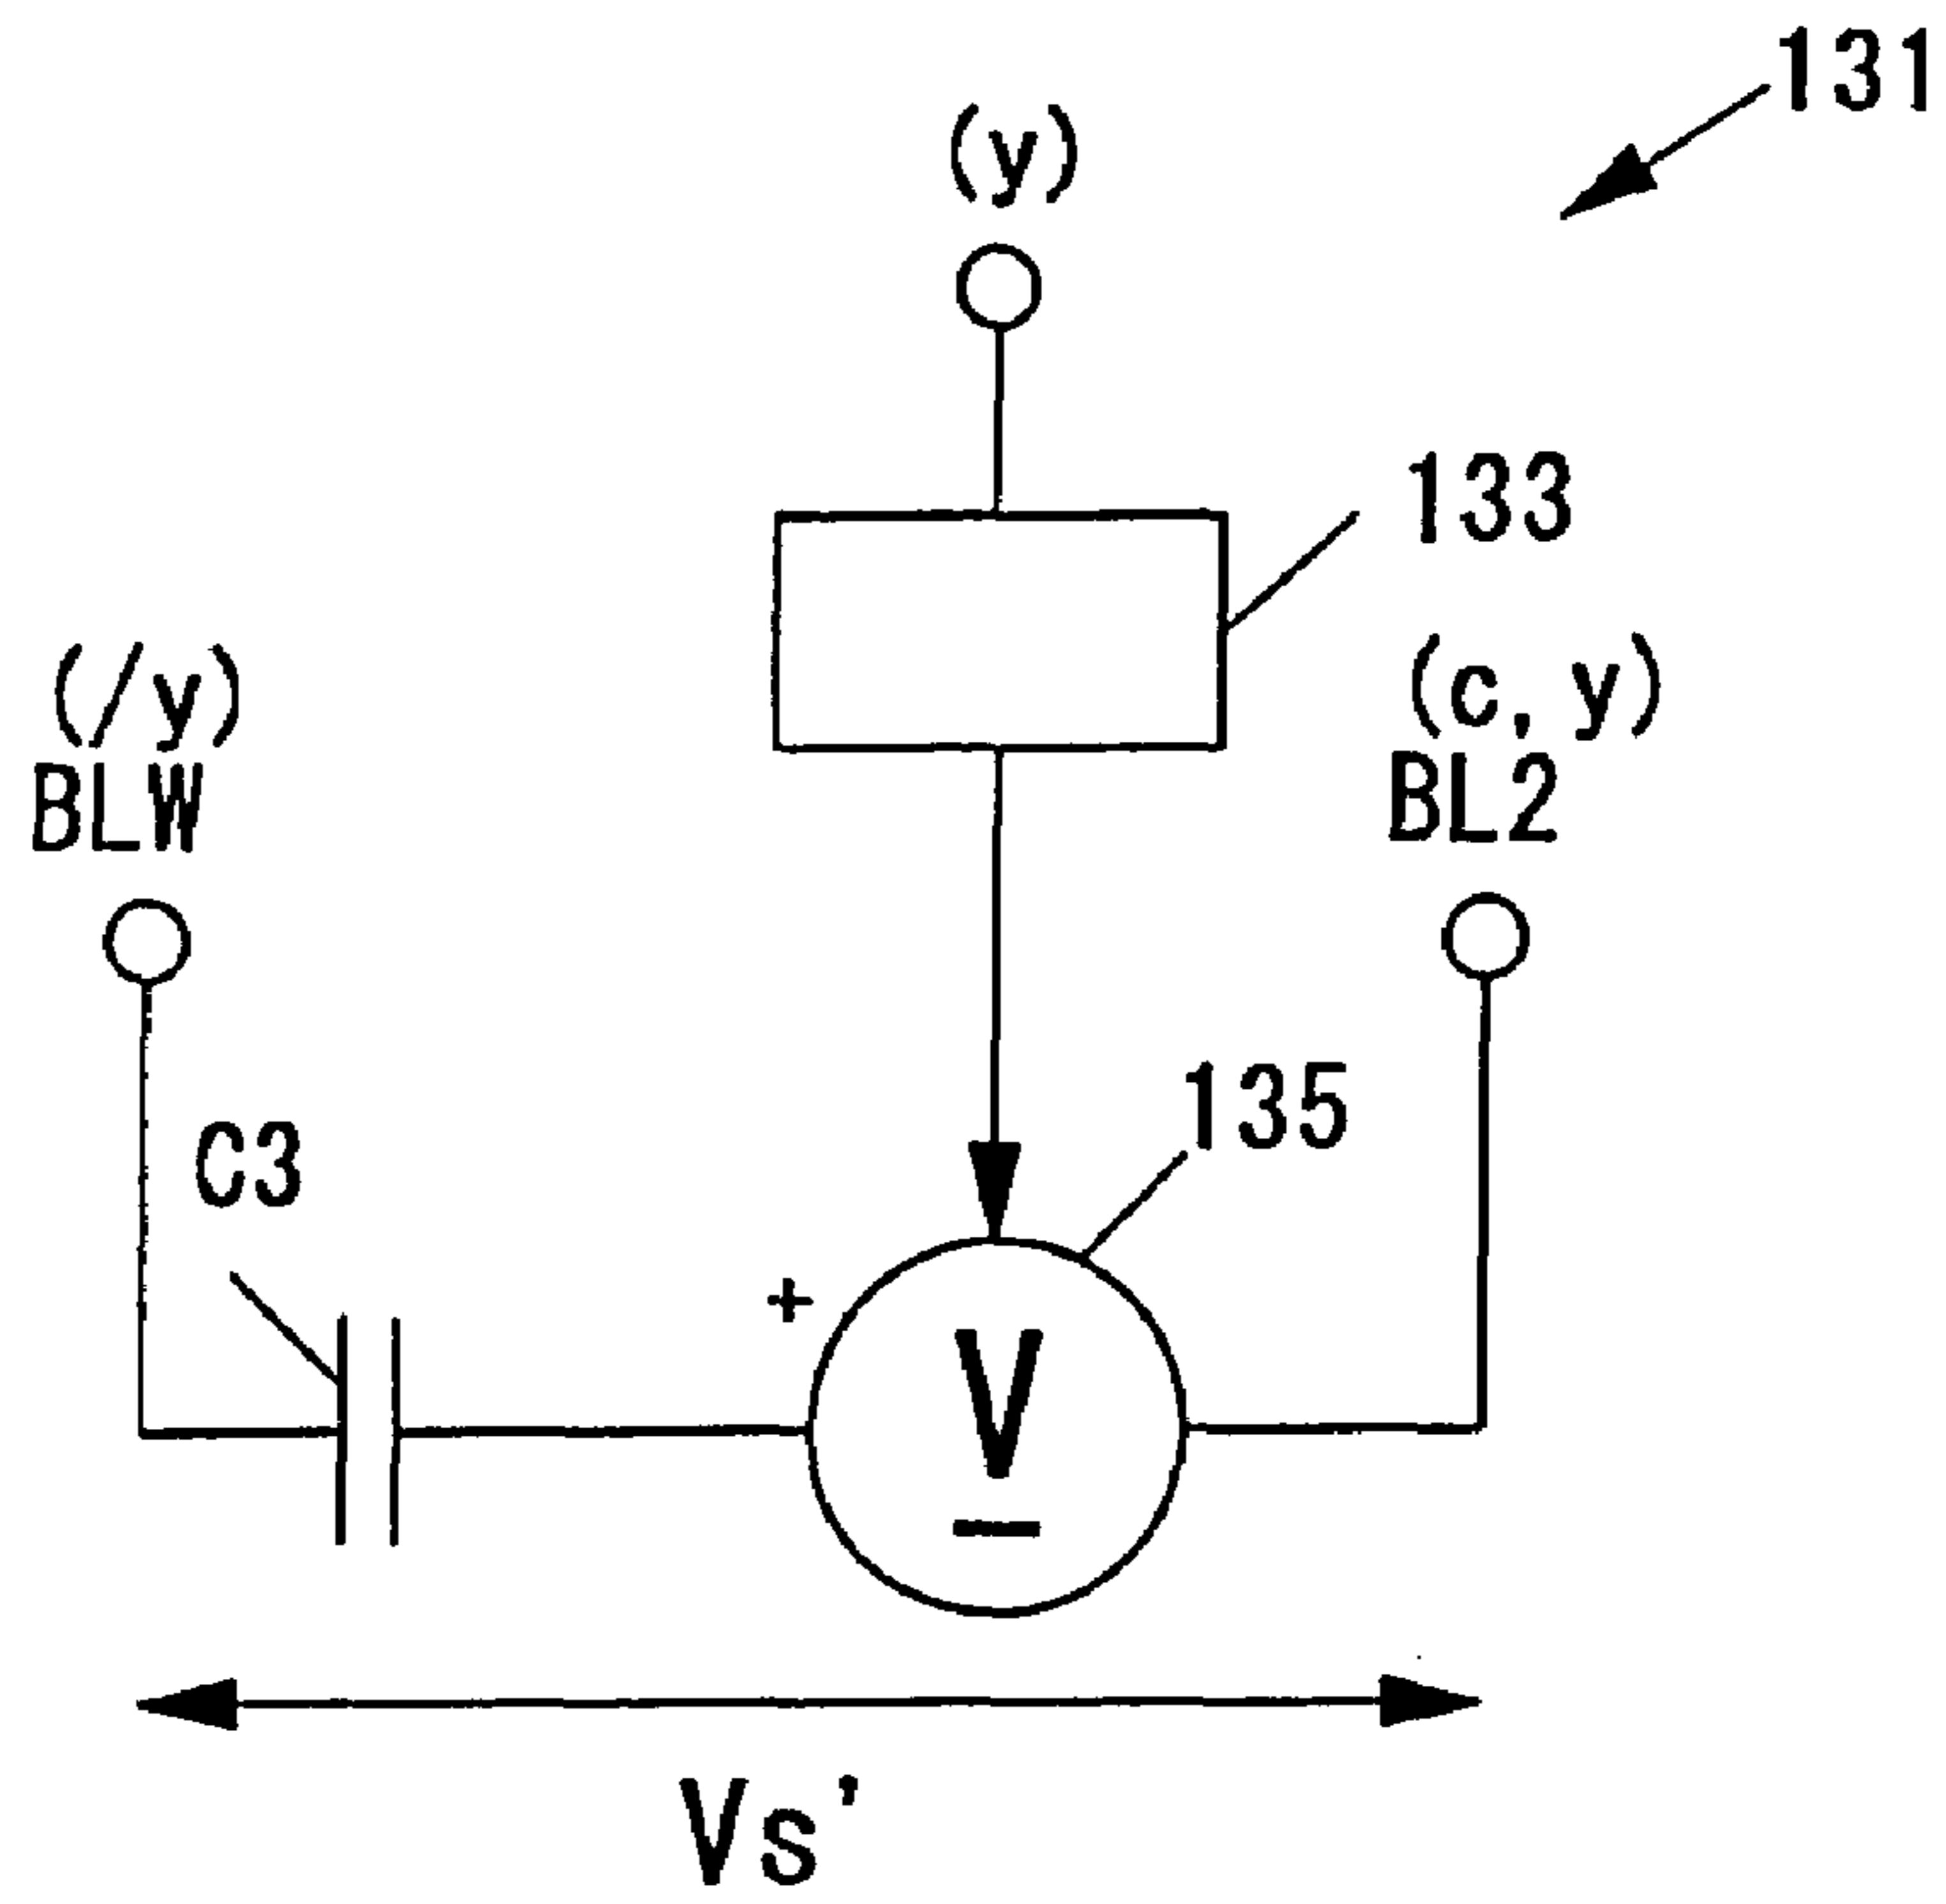 131
(y)
133
(/y)
BLW
(c, y)
BL2
C3
135
+
V
Vs'